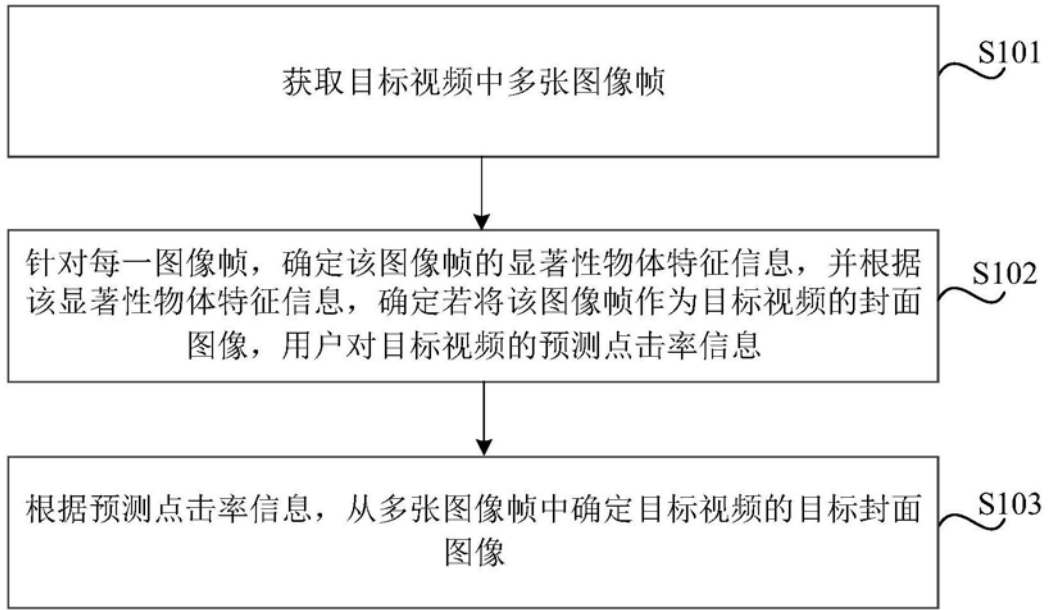 获取目标视频中多张图像帧
S101
针对每一图像帧，确定该图像帧的显著性物体特征信息，并根据
该显著性物体特征信息，确定若将该图像帧作为目标视频的封面
图像，用户对目标视频的预测点击率信息
S102
根据预测点击率信息，从多张图像帧中确定目标视频的目标封面
图像
S103